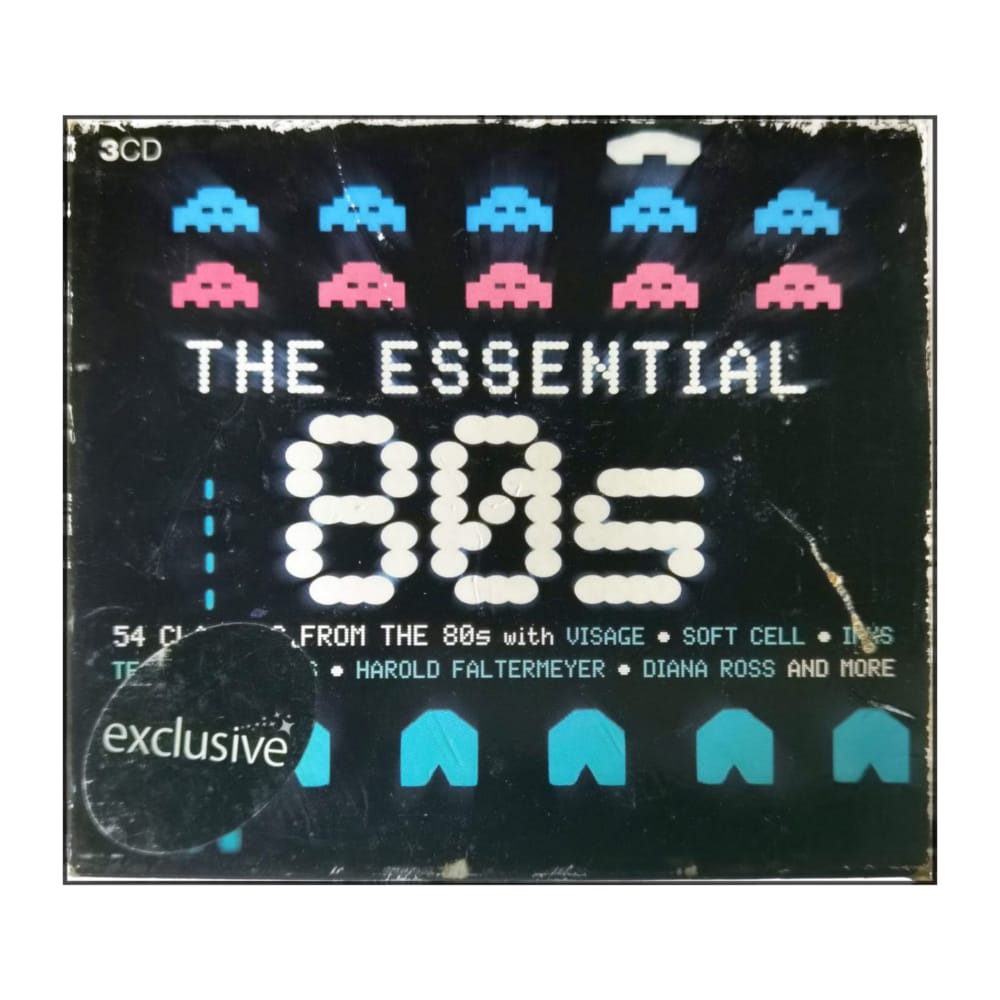 3CD
THE ESSENTIAL
80s
54 FROM THE 80s with VISAGE • SOFT CELL •
• HAROLD FALTERMEYER • DIANA ROSS AND MORE
exclusive